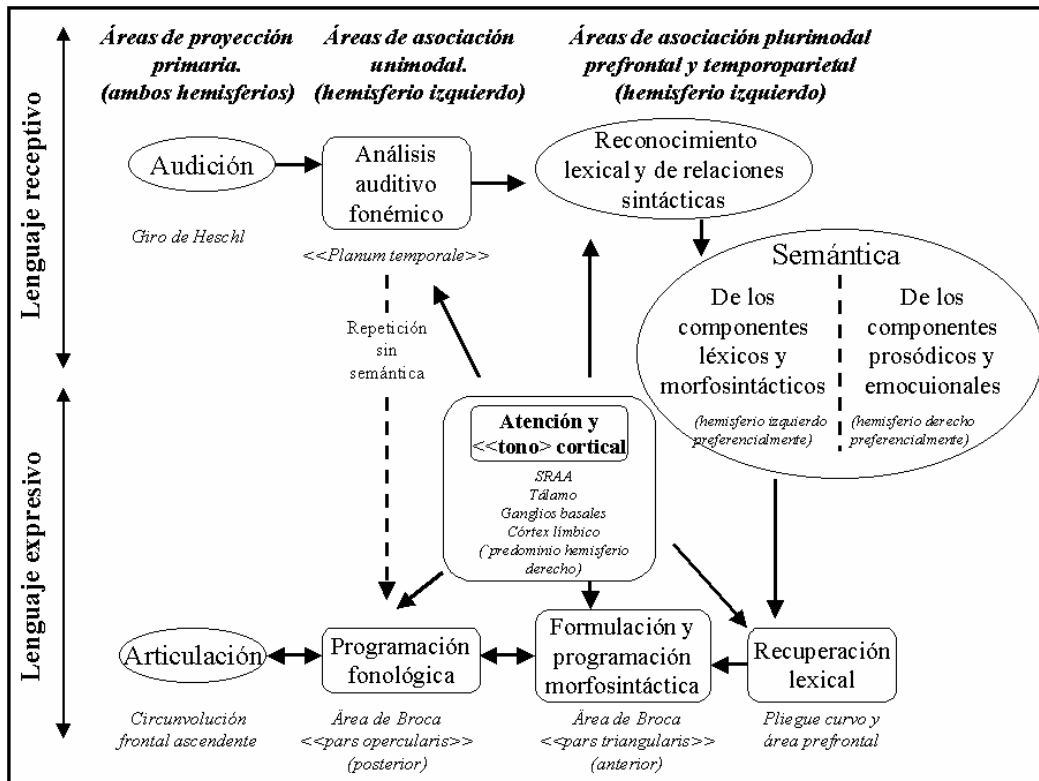 Áreas de proyección
primaria.
(ambos hemisferios)
Áreas de asociación
unimodal.
(hemisferio izquierdo)
Áreas de asociación plurimodal
prefrontal y temporoparietal
(hemisferio izquierdo)
Lenguaje receptivo
Audición
Giro de Heschl
Análisis
auditivo
fonémico
<<Planum temporale>>
Reconocimiento
lexical y de relaciones
sintácticas
Semántica
De los
componentes
léxicos y
morfosintácticos
(hemisferio izquierdo
preferencialmente)
De los
componentes
prosódicos y
emocuionales
(hemisferio derecho
preferencialmente)
Repetición
sin
semántica
Atención y
<<tono> cortical
SRAA
Tálamo
Ganglios basales
Córtex límbico
(`predominio hemisferio
derecho)
Lenguaje expresivo
Articulación
Circunvolución
frontal ascendente
Programación
fonológica
Ärea de Broca
<<pars opercularis>>
(posterior)
Formulación y
programación
morfosintáctica
Ärea de Broca
<<pars triangularis>>
(anterior)
Recuperación
lexical
Pliegue curvo y
área prefrontal